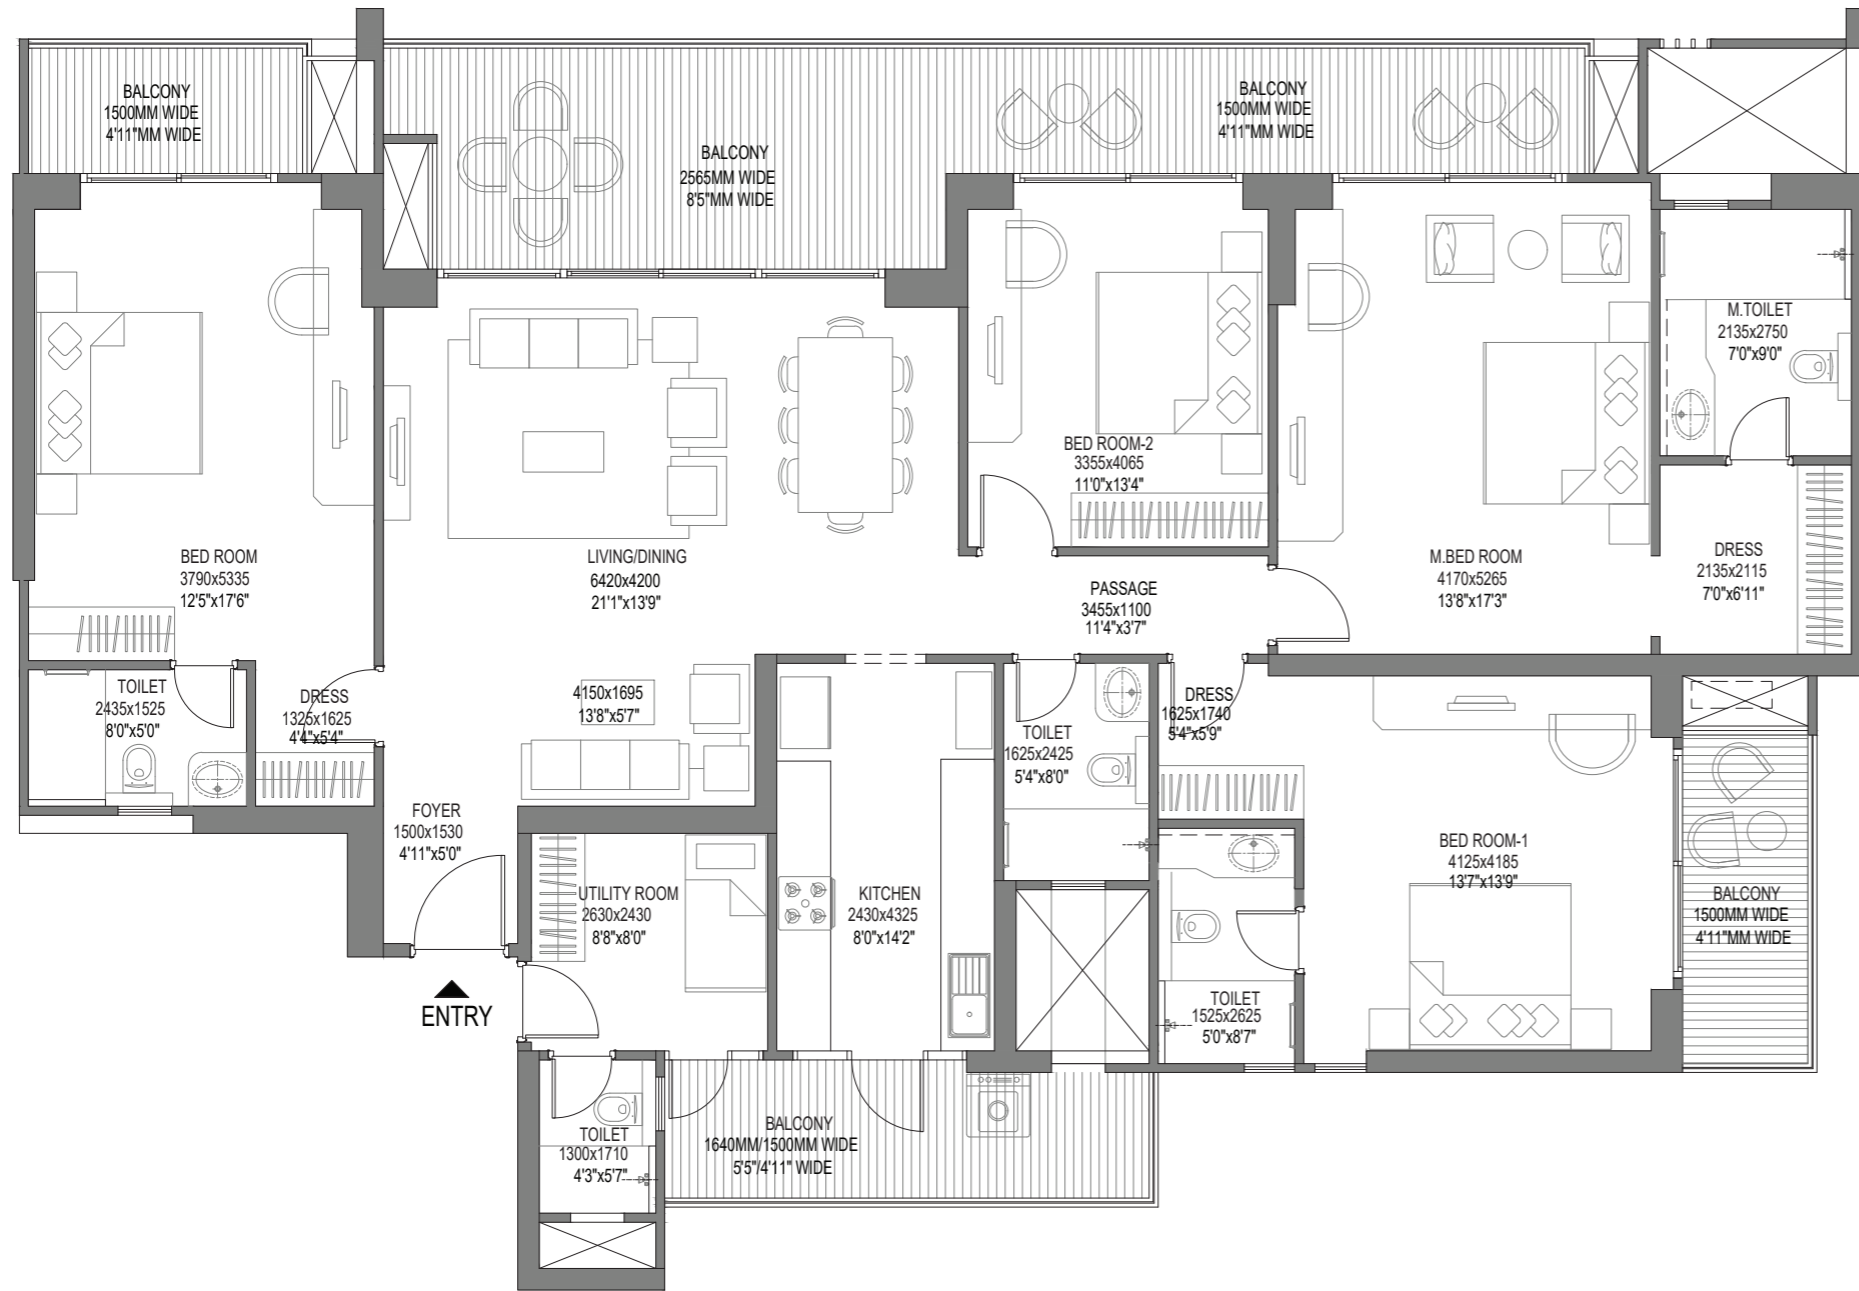 BALCONY
1500MM WIDE
4'11"MM WIDE
BALCONY
2565MM WIDE
8'5"MM WIDE
BALCONY
1500MM WIDE
4'11"MM WIDE
M.TOILET
2135x2750
7'0"x9'0"
BED ROOM-2
3355x4065
11'0"x13'4"
BED ROOM
3790x5335
12'5"x17'6"
LIVING/DINING
6420x4200
21'1"x13'9"
PASSAGE
3455x1100
11'4"x3'7"
M.BED ROOM
4170x5265
13'8"x17'3"
DRESS
2135x2115
7'0"x6'11"
TOILET
2435x1525
8'0"x5'0"
DRESS
1325x1625
4'4"x5'4"
4150x1695
13'8"x5'7"
TOILET
1625x2425
5'4"x8'0"
DRESS
1625x1740
5'4"x5'9"
FOYER
1500x1530
4'11"x5'0"
UTILITY ROOM
2630x2430
8'8"x8'0"
KITCHEN
2430x4325
8'0"x14'2"
BED ROOM-1
4125x4185
13'7"x13'9"
BALCONY
1500MM WIDE
4'11"MM WIDE
ENTRY
TOILET
1525x2625
5'0"x8'7"
TOILET
1300x1710
4'3"x5'7"
BALCONY
1640MM/1500MM WIDE
5'5"/4'11" WIDE